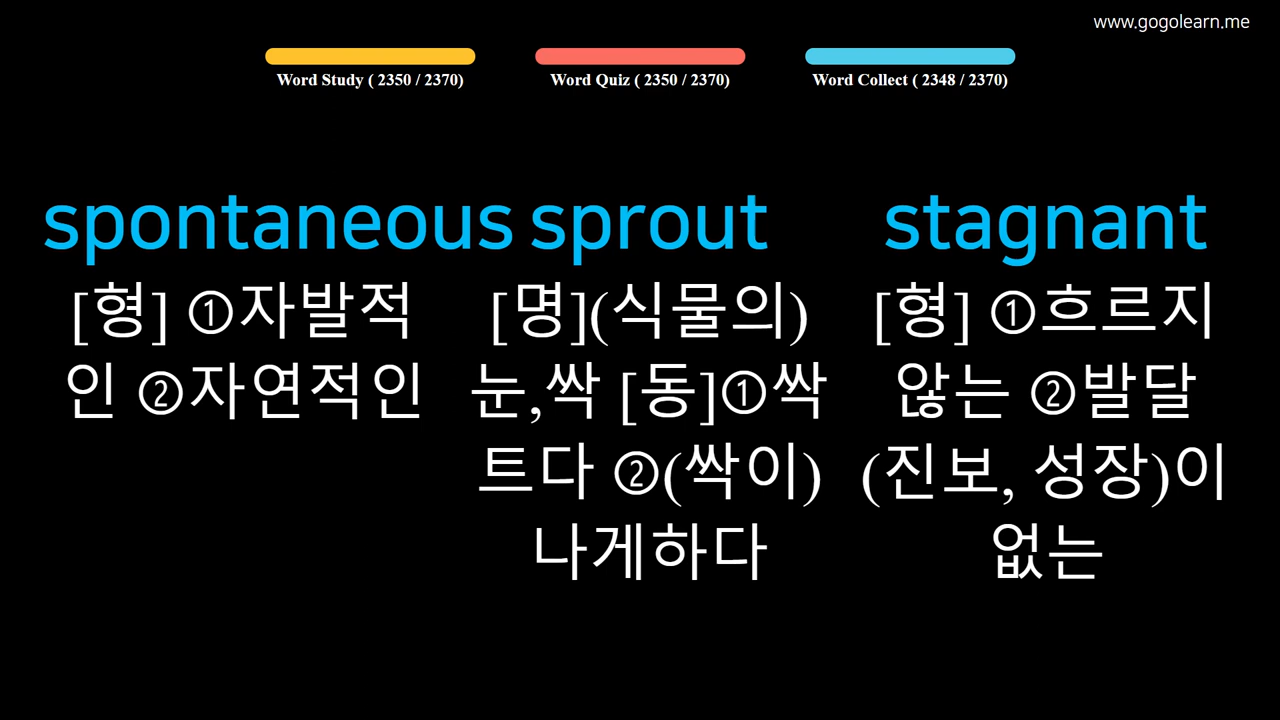 www.gogolearn.me
Word Study ( 2350 / 2370)
Word Quiz ( 2350 / 2370)
Word Collect ( 2348 / 2370)
spontaneous
[형] ①자발적
인 ②자연적인
sprout
[명](식물의)
눈,싹 [동]①싹
트다 ②(싹이)
나게하다
stagnant
[형] ①흐르지
않는 ②발달
(진보, 성장)이
없는